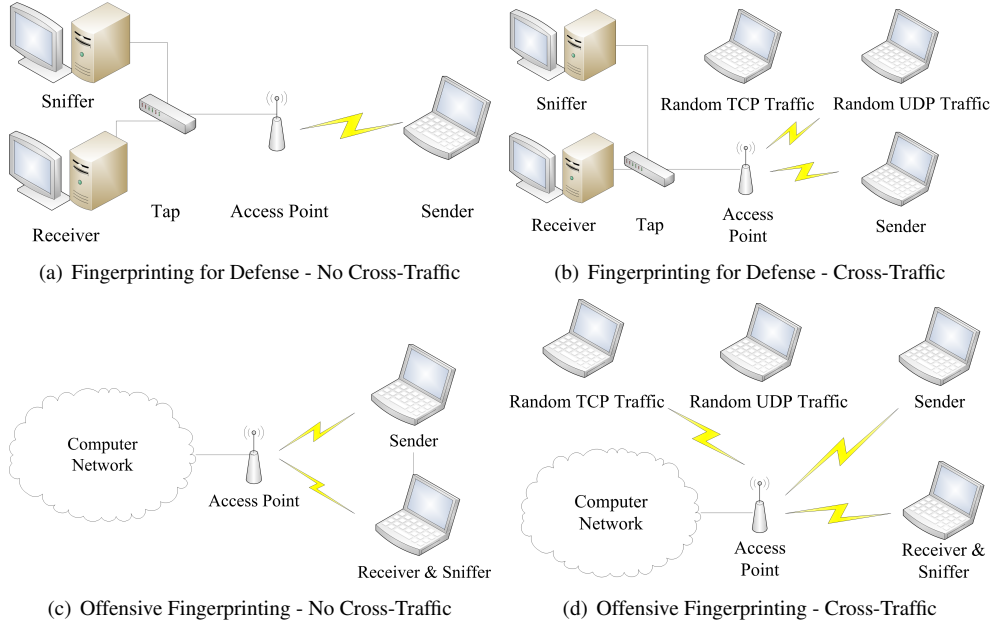 Sniffer
Receiver
Tap
Access Point
Sender
(a) Fingerprinting for Defense - No Cross-Traffic
Sniffer
Random TCP Traffic
Random UDP Traffic
Receiver
Tap
Access
Point
Sender
(b) Fingerprinting for Defense - Cross-Traffic
Computer
Network
Access Point
Sender
Receiver & Sniffer
(c) Offensive Fingerprinting - No Cross-Traffic
Random TCP Traffic
Random UDP Traffic
Sender
Computer
Network
Access
Point
Receiver &
Sniffer
(d) Offensive Fingerprinting - Cross-Traffic